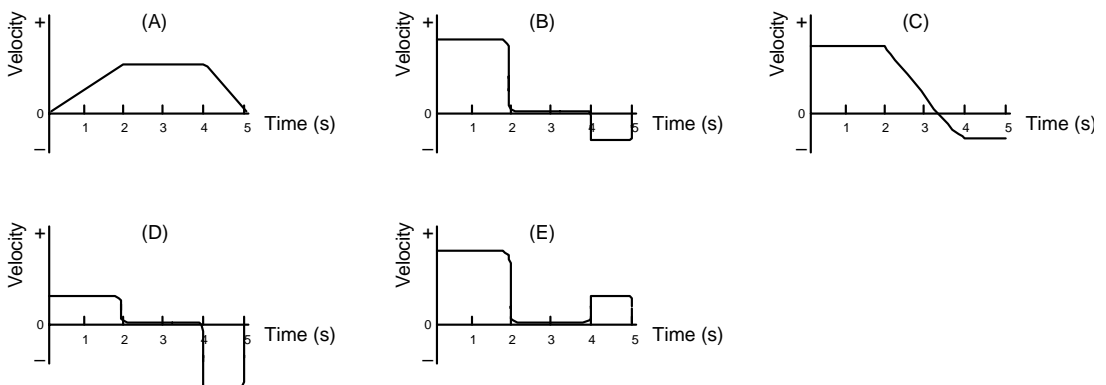 (A)
Velocity
+
0
–
1 2 3 4 5
Time (s)
(B)
Velocity
+
0
–
1 2 3 4 5
Time (s)
(C)
Velocity
+
0
–
1 2 3 4 5
Time (s)
(D)
Velocity
+
0
–
1 2 3 4 5
Time (s)
(E)
Velocity
+
0
–
1 2 3 4 5
Time (s)